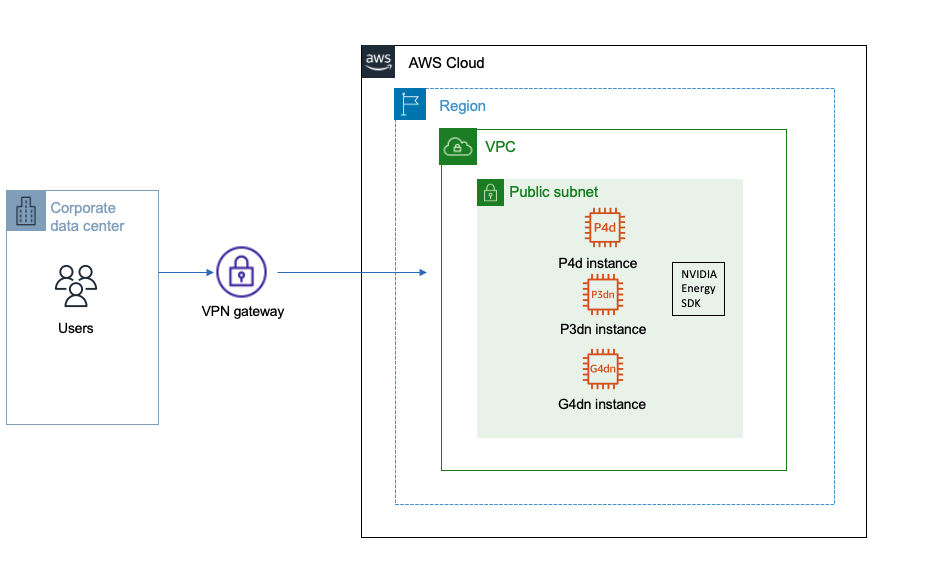 aws
AWS Cloud
Region
VPC
Public subnet
Corporate
data center
P4d
P4d instance
NVIDIA
Energy
SDK
P3dn
VPN gateway
Users
P3dn instance
G4dn
G4dn instance